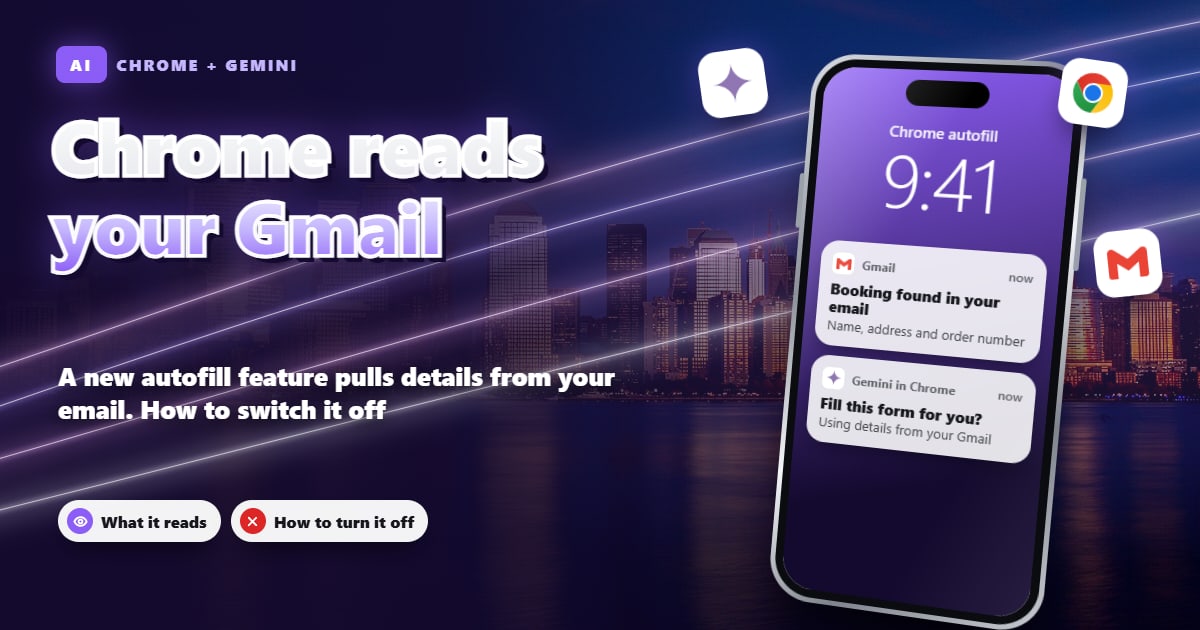 AI
CHROME + GEMINI
Chrome reads
your Gmail
A new autofill feature pulls details from your
email. How to switch it off
What it reads
How to turn it off
Chrome autofill
9:41
Gmail
now
Booking found in your
email
Name, address and order number
Gemini in Chrome
now
Fill this form for you?
Using details from your Gmail